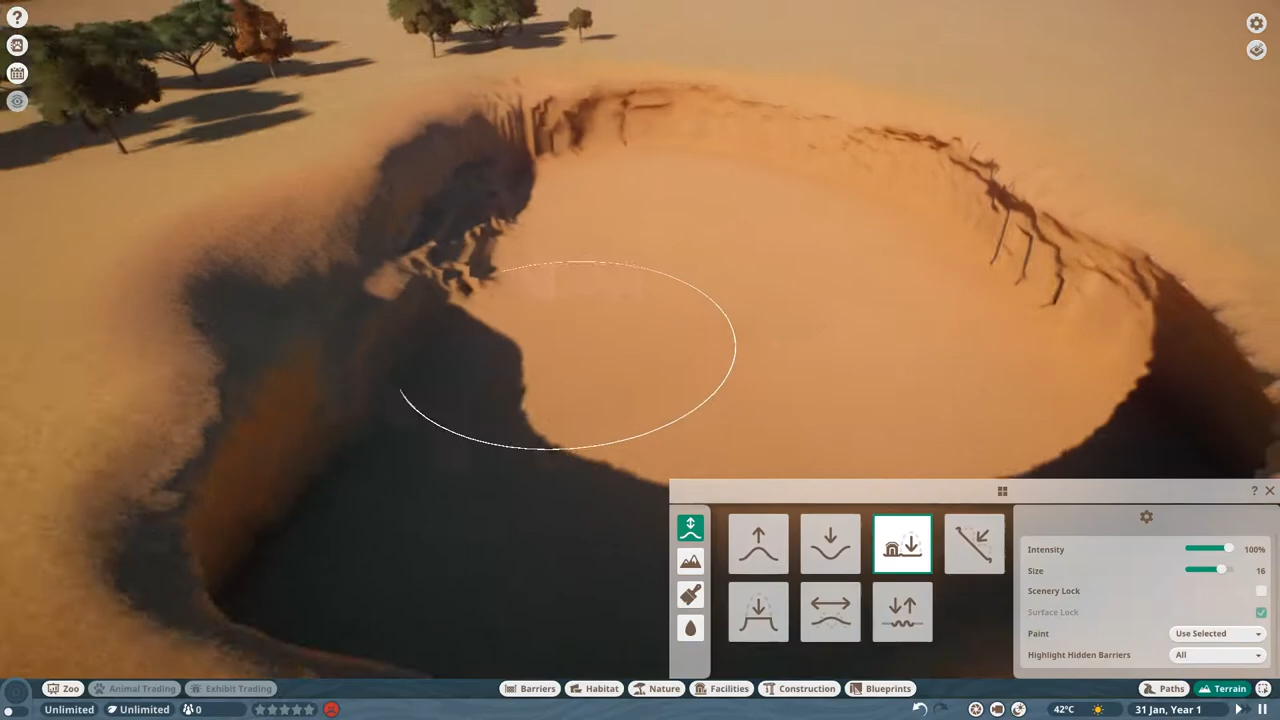 ?
? ×
Intensity 100%
Size 16
Scenery Lock
Surface Lock
Paint Use Selected
Highlight Hidden Barriers All
Zoo Animal Trading Exhibit Trading Barriers Habitat Nature Facilities Construction Blueprints Paths Terrain
Unlimited Unlimited 0 42°C 31 Jan, Year 1